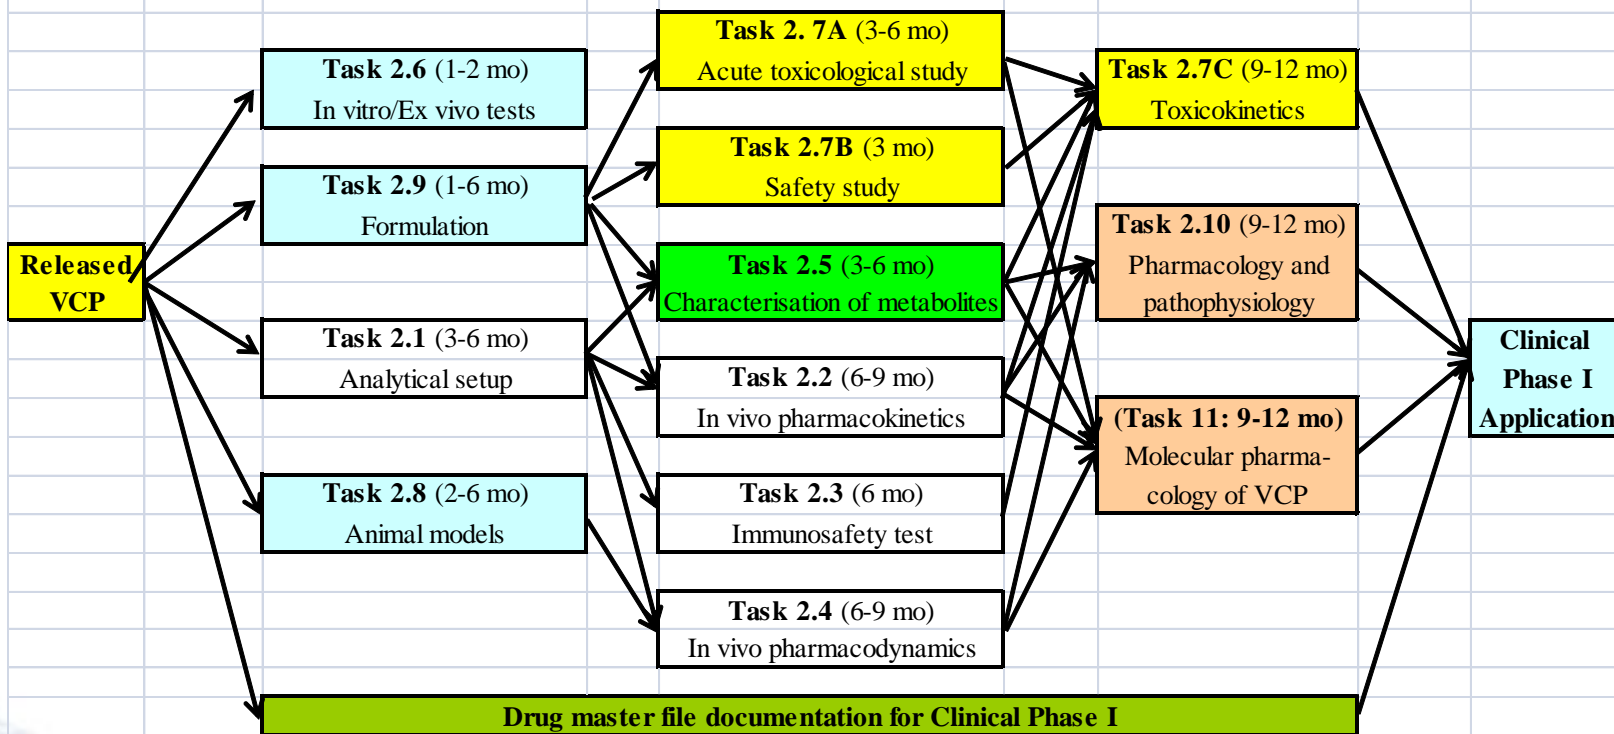 Released
VCP
Task 2.6 (1-2 mo)
In vitro/Ex vivo tests
Task 2.9 (1-6 mo)
Formulation
Task 2.1 (3-6 mo)
Analytical setup
Task 2.8 (2-6 mo)
Animal models
Task 2. 7A (3-6 mo)
Acute toxicological study
Task 2.7B (3 mo)
Safety study
Task 2.5 (3-6 mo)
Characterisation of metabolites
Task 2.2 (6-9 mo)
In vivo pharmacokinetics
Task 2.3 (6 mo)
Immunosafety test
Task 2.4 (6-9 mo)
In vivo pharmacodynamics
Task 2.7C (9-12 mo)
Toxicokinetics
Task 2.10 (9-12 mo)
Pharmacology and
pathophysiology
(Task 11: 9-12 mo)
Molecular pharma-
cology of VCP
Clinical
Phase I
Application
Drug master file documentation for Clinical Phase I